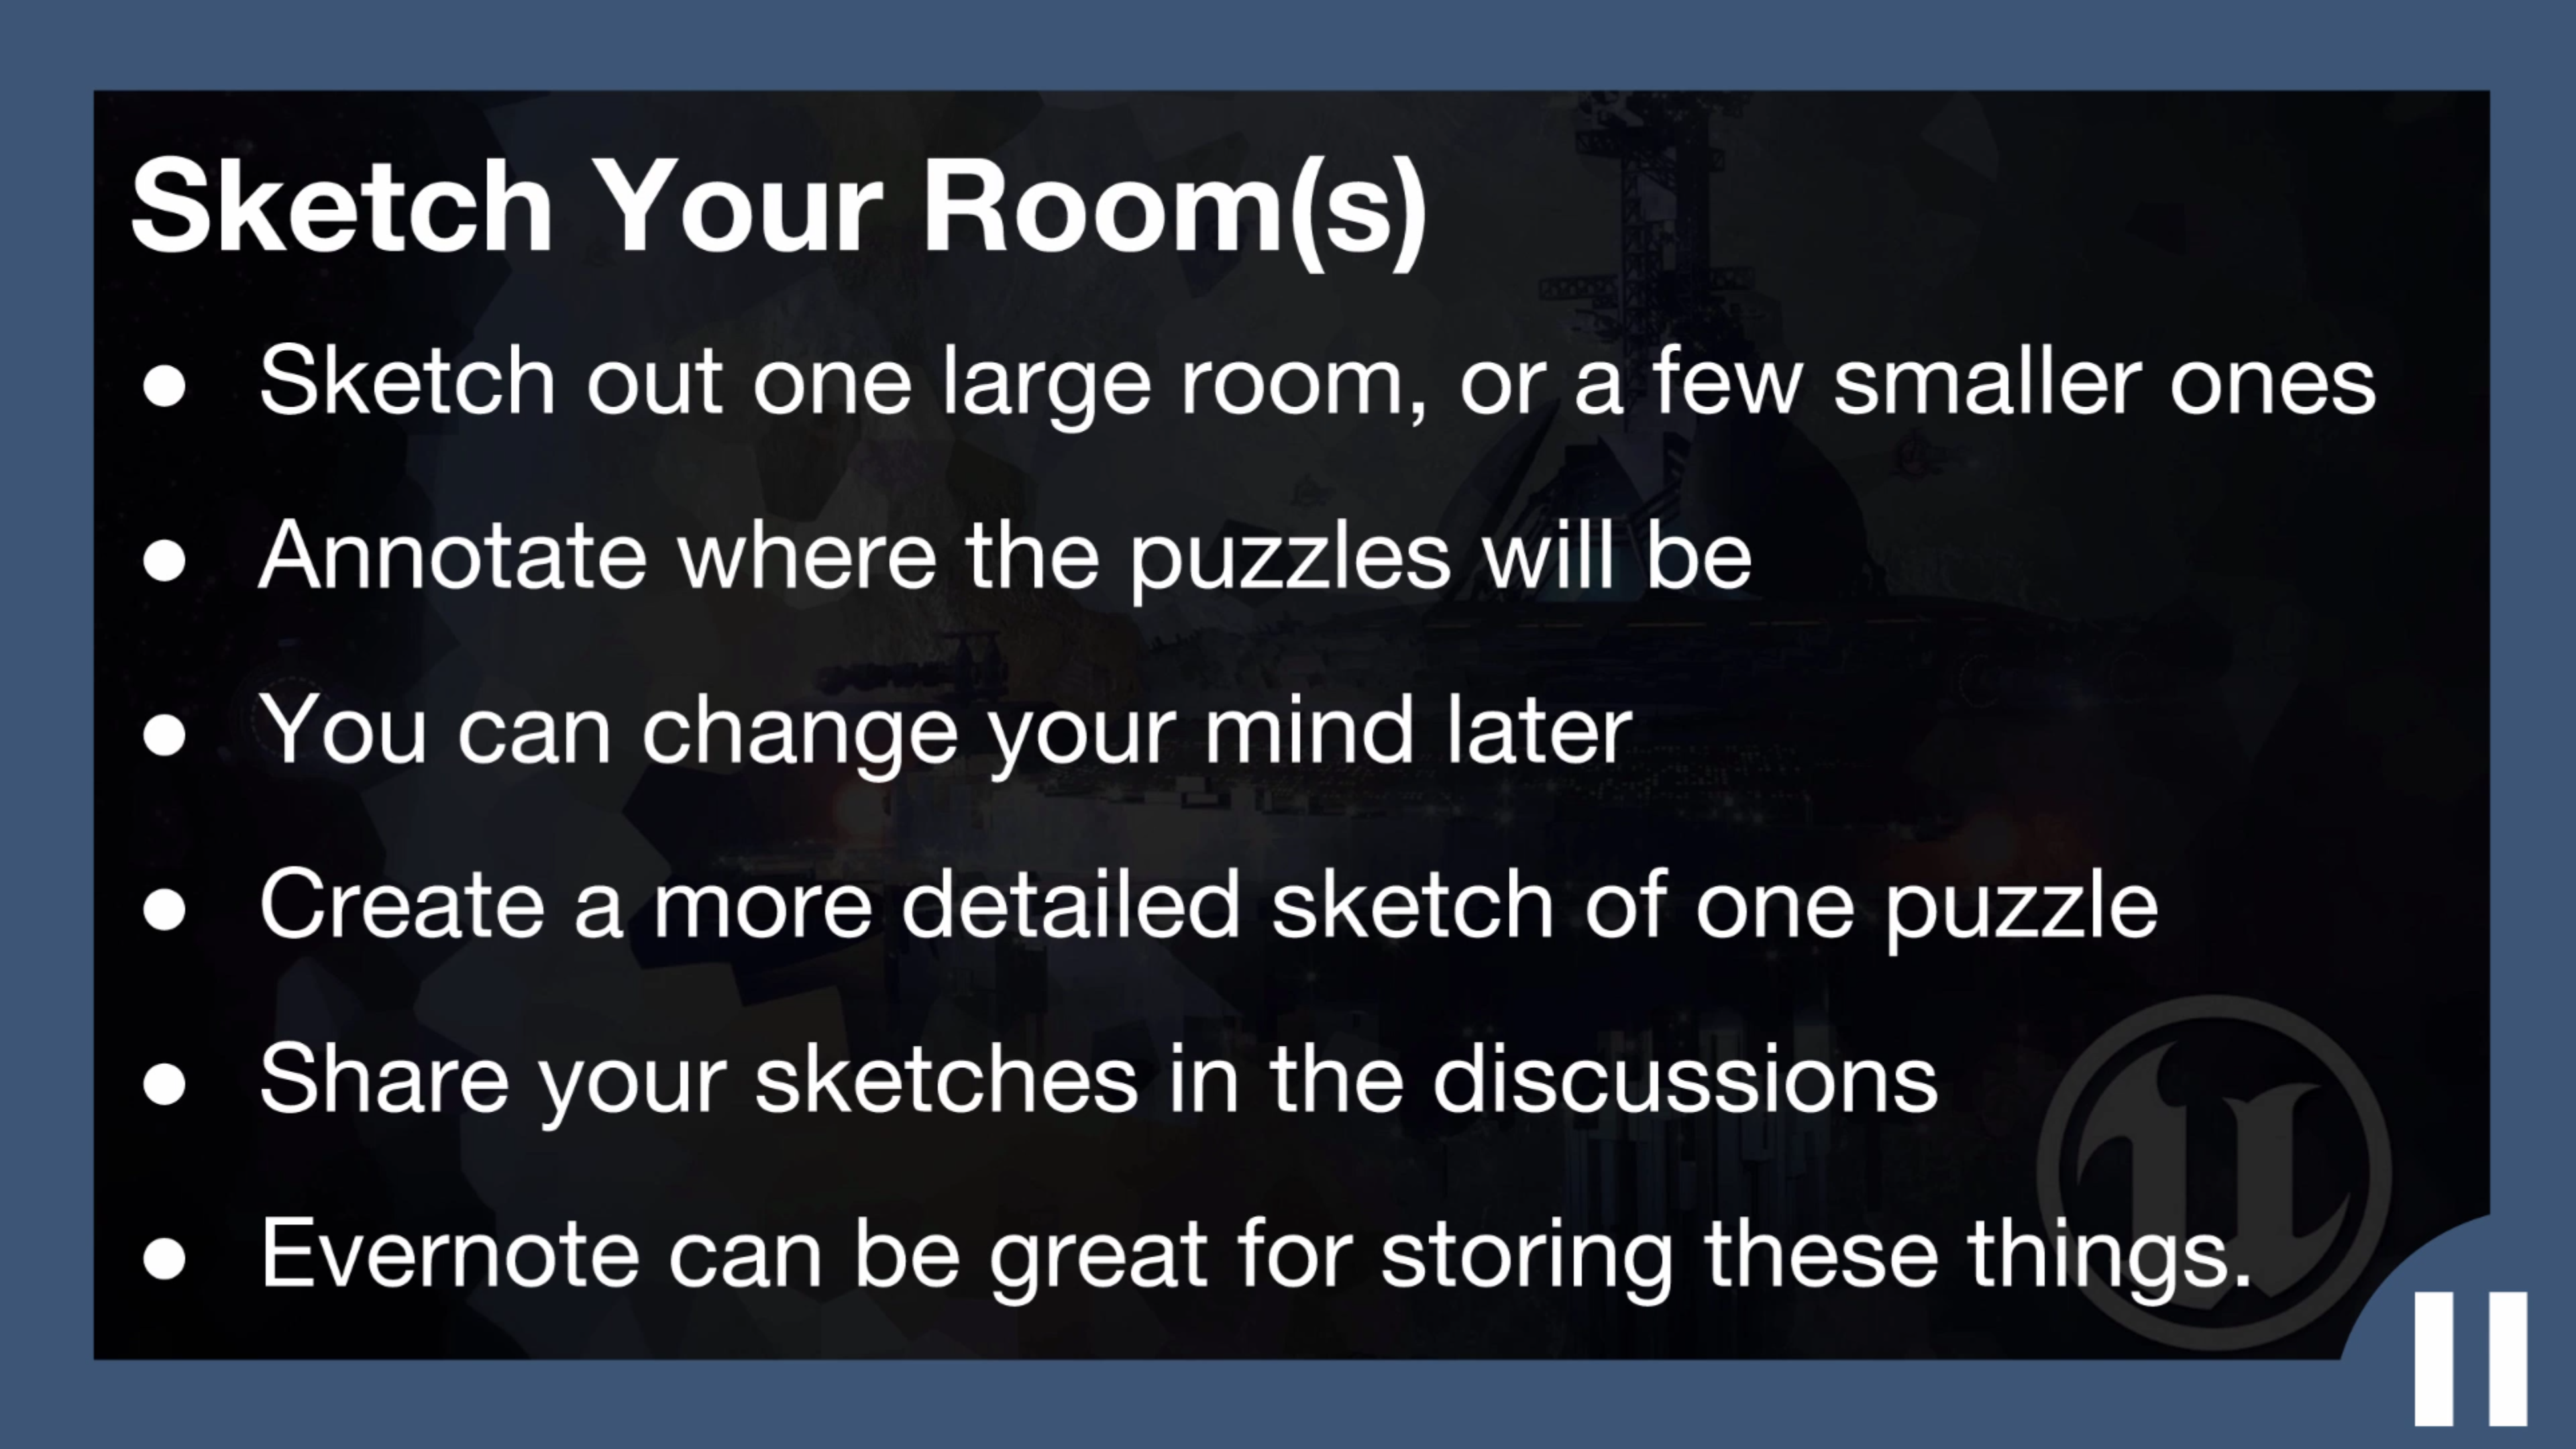 Sketch Your Room(s)
● Sketch out one large room, or a few smaller ones
● Annotate where the puzzles will be
● You can change your mind later
● Create a more detailed sketch of one puzzle
● Share your sketches in the discussions
● Evernote can be great for storing these things.